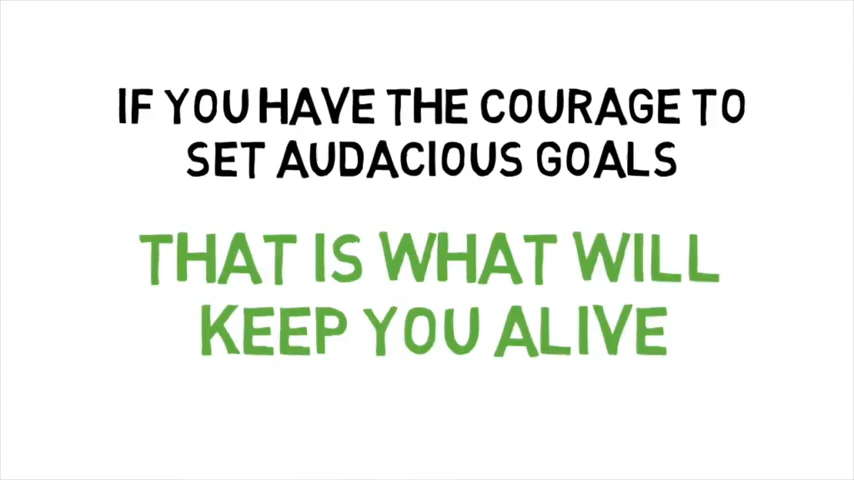 IF YOU HAVE THE COURAGE TO
SET AUDACIOUS GOALS
THAT IS WHAT WILL
KEEP YOU ALIVE